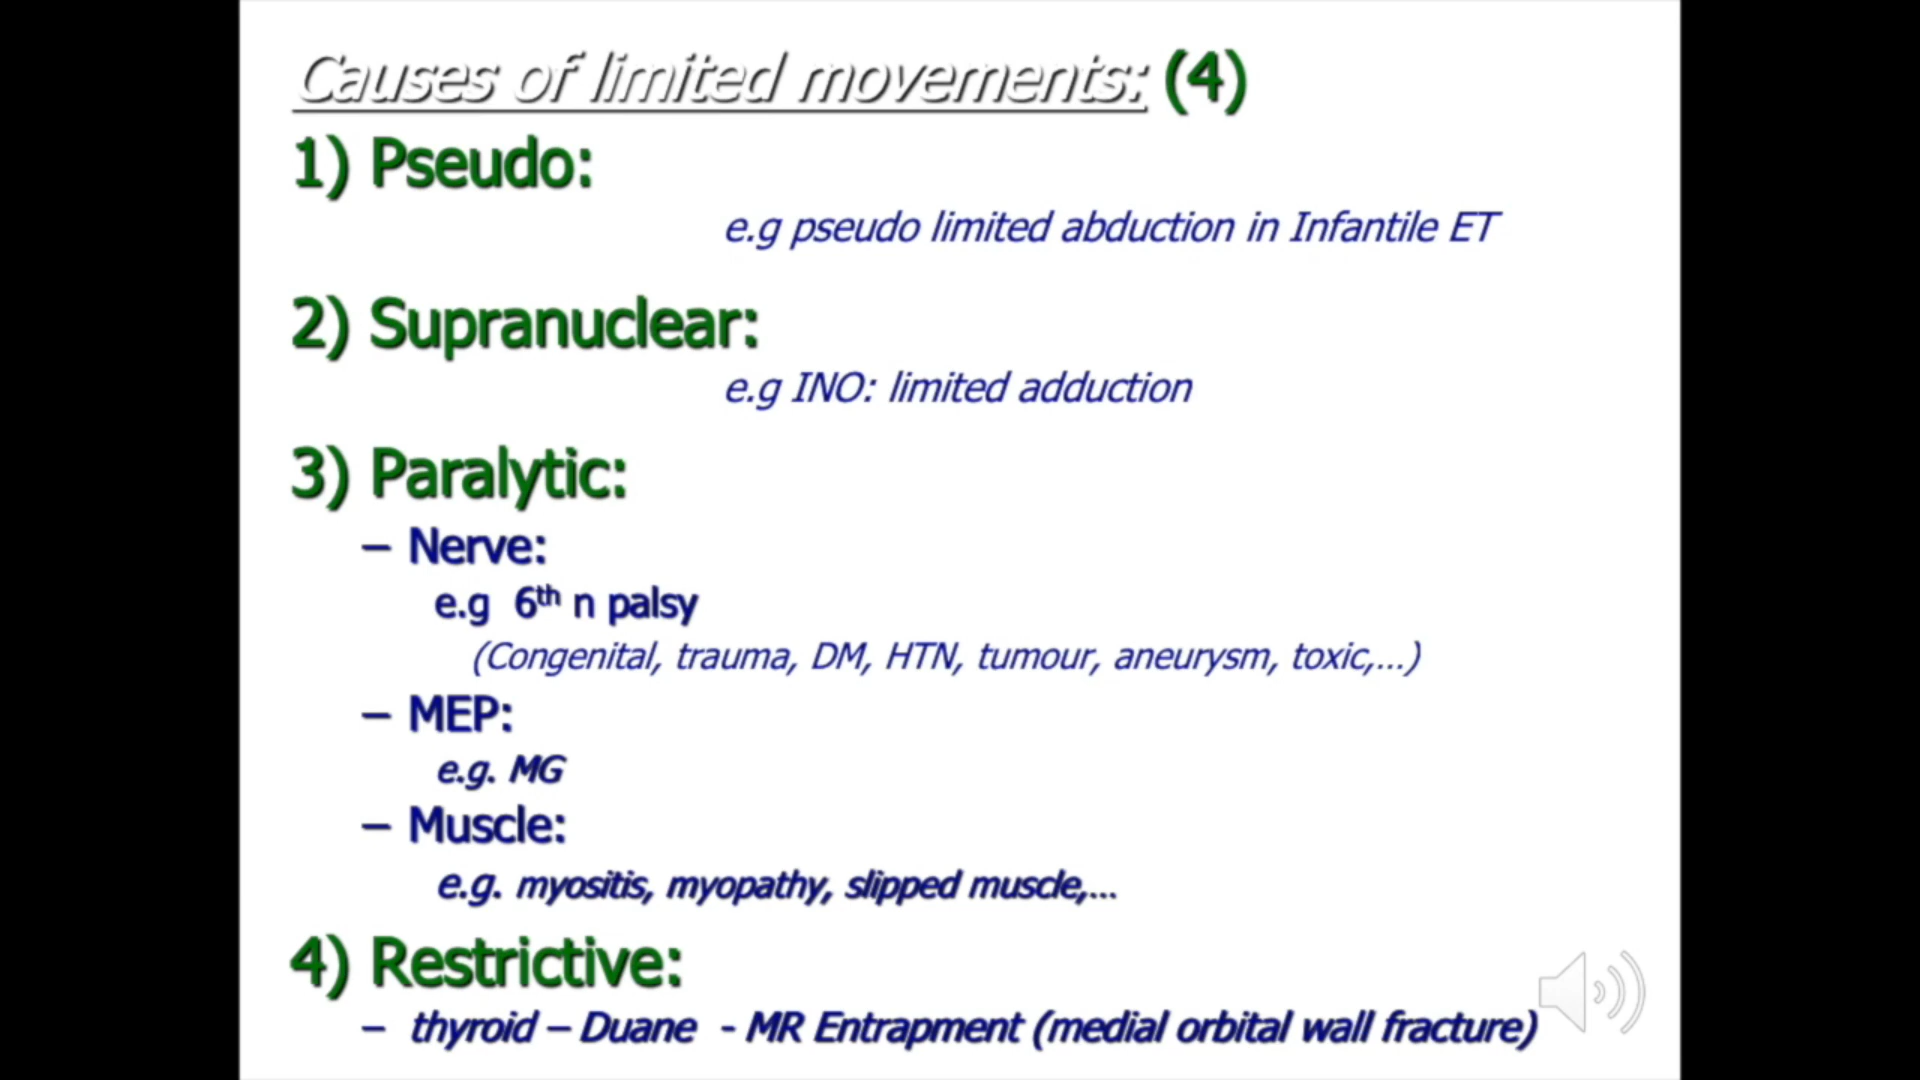 Causes of limited movements: (4)
1) Pseudo:
e.g pseudo limited abduction in Infantile ET
2) Supranuclear:
e.g INO: limited adduction
3) Paralytic:
– Nerve:
e.g 6th n palsy
(Congenital, trauma, DM, HTN, tumour, aneurysm, toxic,...)
– MEP:
e.g. MG
– Muscle:
e.g. myositis, myopathy, slipped muscle,...
4) Restrictive:
– thyroid – Duane - MR Entrapment (medial orbital wall fracture)